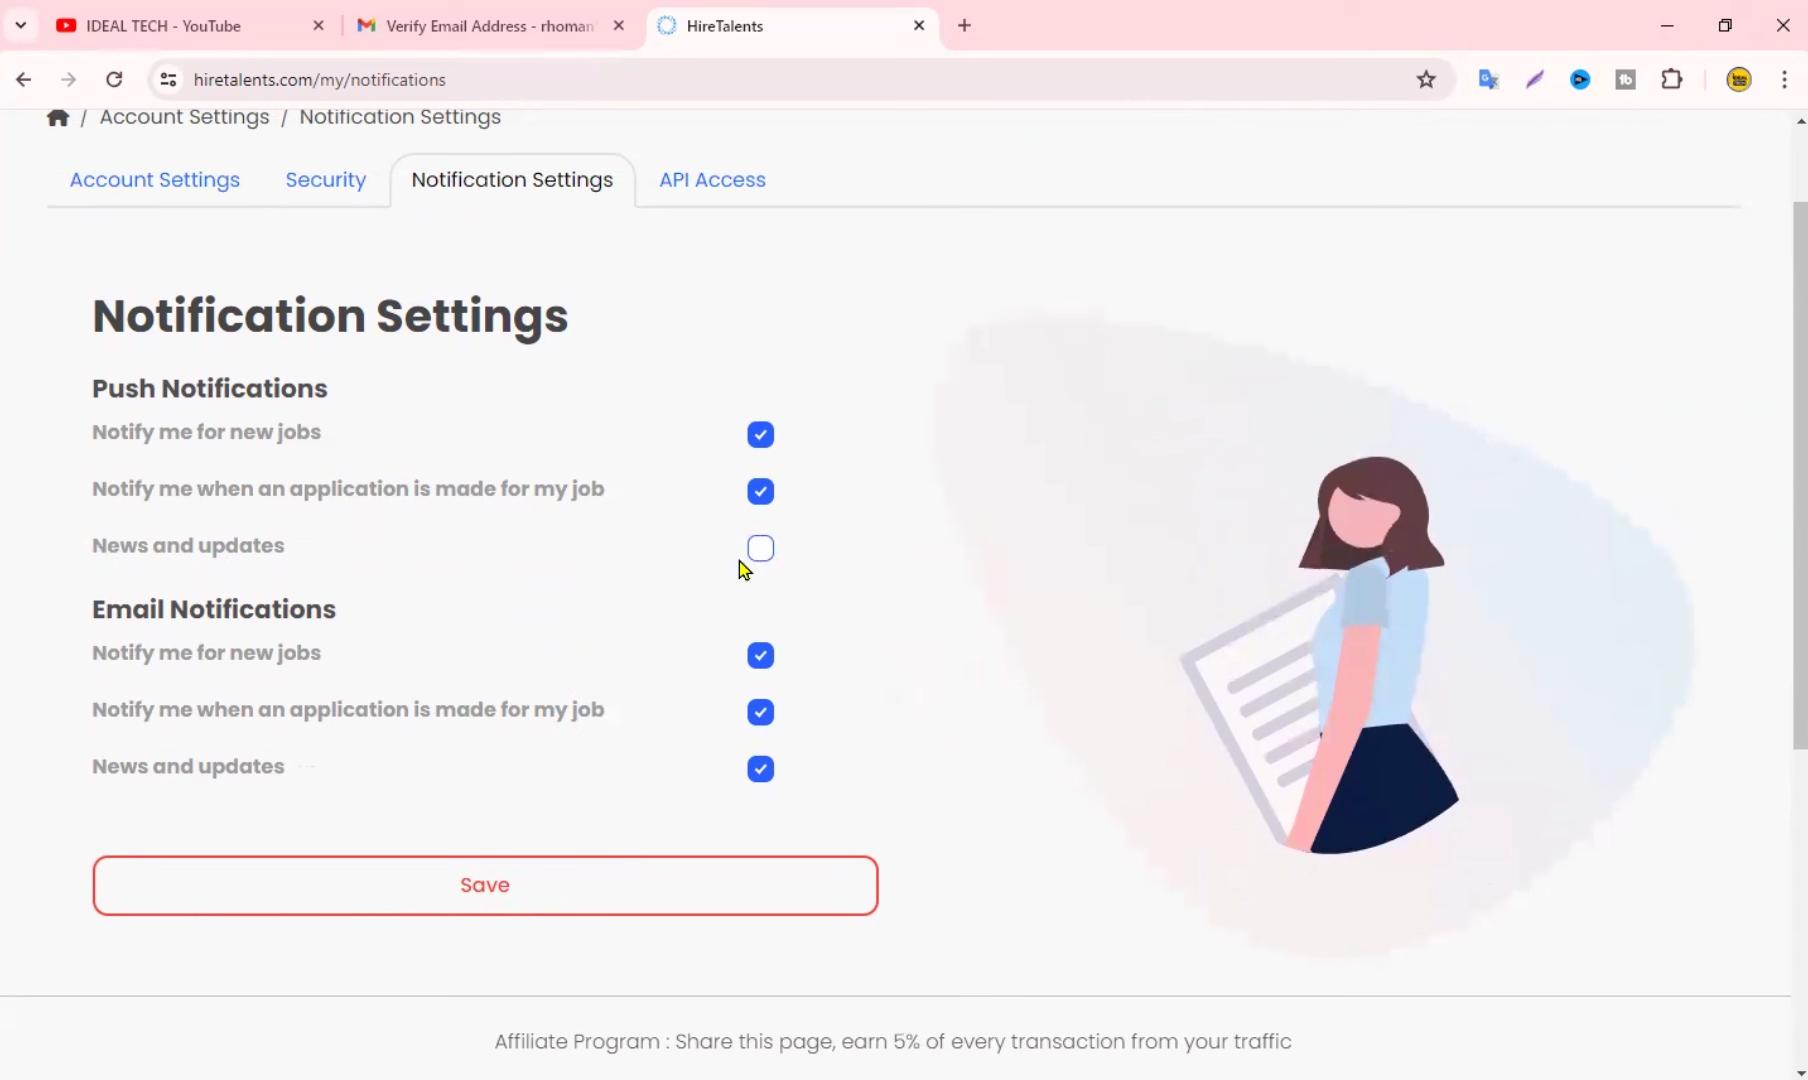 IDEAL TECH - YouTube
Verify Email Address - rhoman
HireTalents
hiretalents.com/my/notifications
/ Account Settings / Notification Settings
Account Settings
Security
Notification Settings
API Access
Notification Settings
Push Notifications
Notify me for new jobs
Notify me when an application is made for my job
News and updates
Email Notifications
Notify me for new jobs
Notify me when an application is made for my job
News and updates
Save
Affiliate Program : Share this page, earn 5% of every transaction from your traffic